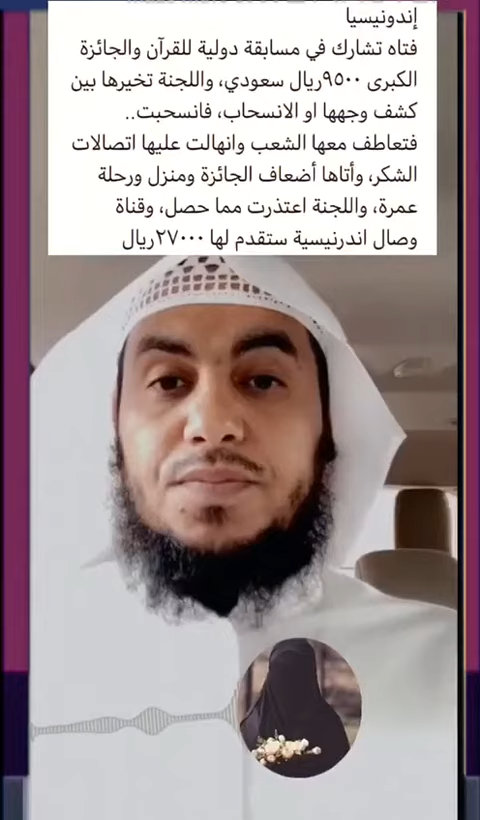 إندونيسيا
فتاه تشارك في مسابقة دولية للقرآن والجائزة
الكبرى ٩٥٠٠ريال سعودي، واللجنة تخيرها بين
كشف وجهها او الانسحاب، فانسحبت..
فتعاطف معها الشعب وانهالت عليها اتصالات
الشكر، وأتاها أضعاف الجائزة ومنزل ورحلة
عمرة، واللجنة اعتذرت مما حصل، وقناة
وصال اندرنيسية ستقدم لها ٢٧٠٠٠ريال